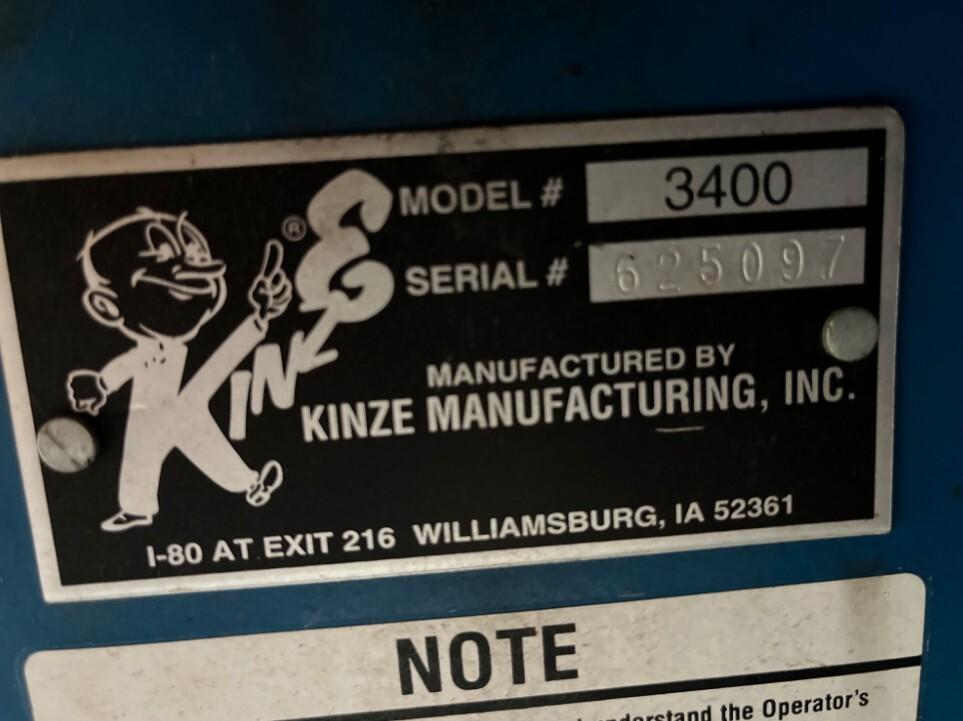 MODEL # 3400
SERIAL # 625097
KINZE ®
MANUFACTURED BY
KINZE MANUFACTURING, INC.
I-80 AT EXIT 216 WILLIAMSBURG, IA 52361
NOTE
understand the Operator's